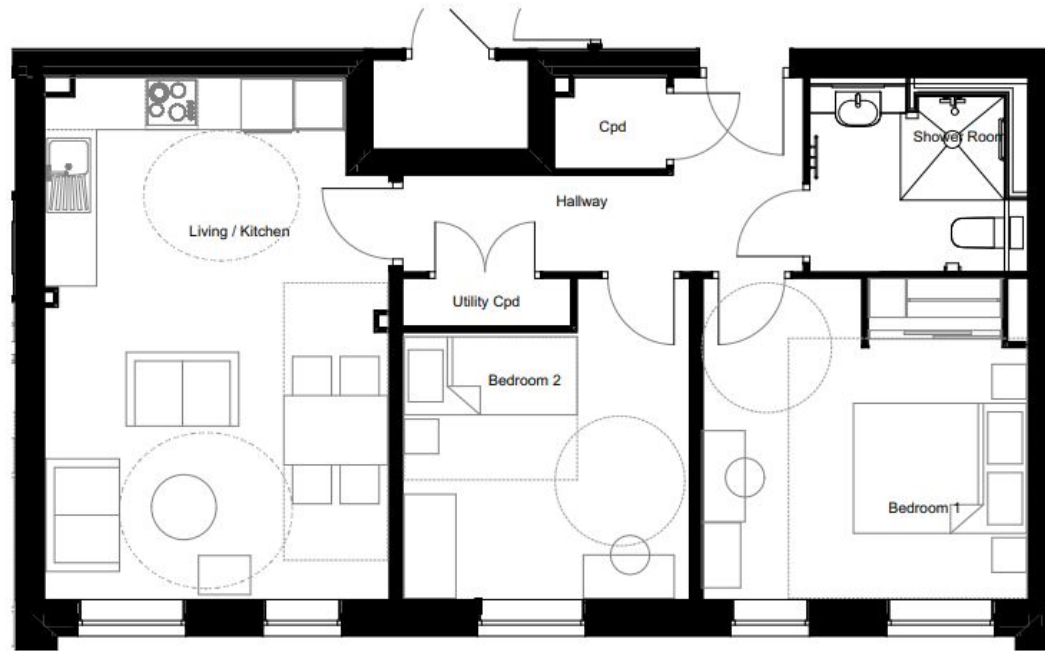 Cpd
Shower Room
Hallway
Living / Kitchen
Utility Cpd
Bedroom 2
Bedroom 1